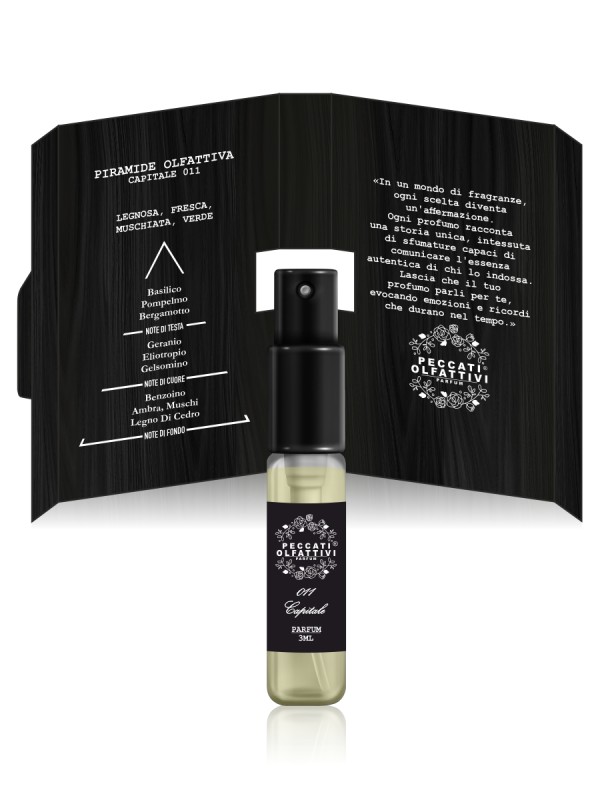 PIRAMIDE OLFATTIVA
CAPITALE 011
LEGNOSA, FRESCA,
MUSCHIATA, VERDE
Basilico
Pompelmo
Bergamotto
NOTE DI TESTA
Geranio
Eliotropio
Gelsomino
NOTE DI CUORE
Benzoino
Ambra, Muschi
Legno Di Cedro
NOTE DI FONDO
«In un mondo di fragranze,
ogni scelta diventa
un'affermazione.
Ogni profumo racconta
una storia unica, intessuta
di sfumature capaci di
comunicare l'essenza
autentica di chi lo indossa.
Lascia che il tuo
profumo parli per te,
evocando emozioni e ricordi
che durano nel tempo.»
PECCATI
OLFATTIVI®
PARFUM
PECCATI
OLFATTIVI®
PARFUM
011
Capitale
PARFUM
3ML